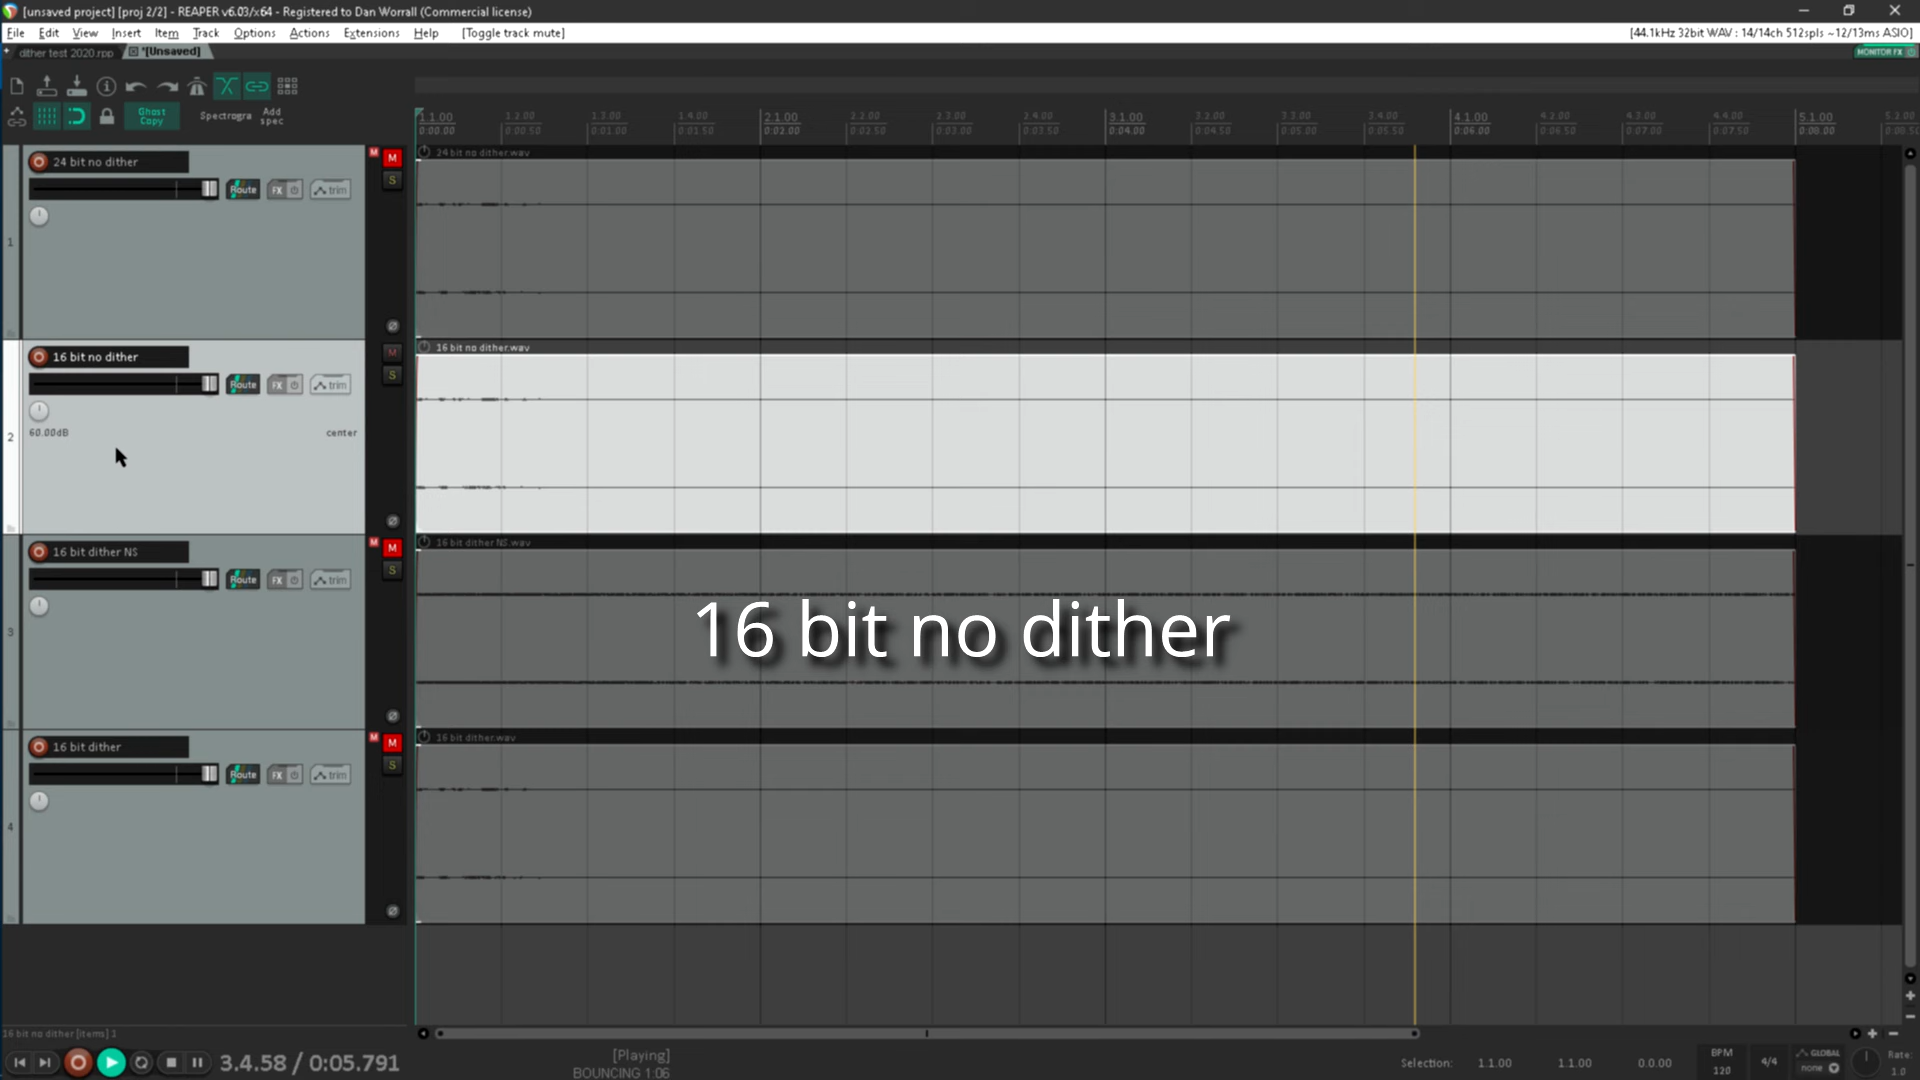 [unsaved project] [proj 2/2] - REAPER v6.03/x64 - Registered to Dan Worrall (Commercial license)
File Edit View Insert Item Track Options Actions Extensions Help [Toggle track mute]
[44.1kHz 32bit WAV : 14/14ch 512spls ~12/13ms ASIO]
dither test 2020.rpp *[Unsaved]
MONITOR FX
Ghost Copy
Spectrogra
Add spec
1.1.00 1.2.00 1.3.00 1.4.00 2.1.00 2.2.00 2.3.00 2.4.00 3.1.00 3.2.00 3.3.00 3.4.00 4.1.00 4.2.00 4.3.00 4.4.00 5.1.00 5.2.00
0:00.00 0:00.50 0:01.00 0:01.50 0:02.00 0:02.50 0:03.00 0:03.50 0:04.00 0:04.50 0:05.00 0:05.50 0:06.00 0:06.50 0:07.00 0:07.50 0:08.00
24 bit no dither M M 24 bit no dither.wav
S
Route FX trim
1
16 bit no dither M 16 bit no dither.wav
S
Route FX trim
60.00dB center
2
16 bit dither NS M M 16 bit dither NS.wav
S
Route FX trim
3
16 bit no dither
16 bit dither M M 16 bit dither.wav
S
Route FX trim
4
16 bit no dither [items] 1
3.4.58 / 0:05.791
[Playing]
BOUNCING 1:06
Selection: 1.1.00 1.1.00 0.0.00
BPM
120
4/4
GLOBAL
none
Rate:
1.0